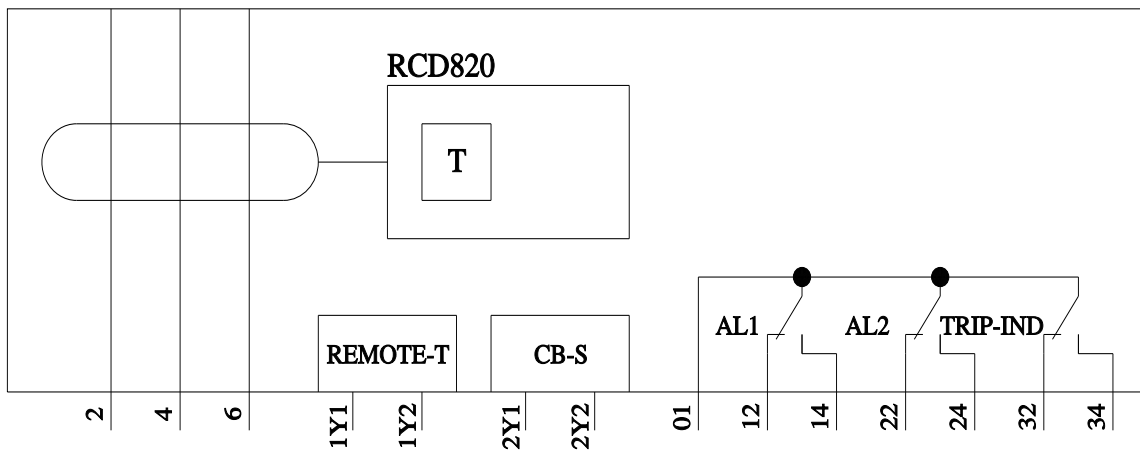 RCD820
T
AL1
AL2
TRIP-IND
REMOTE-T
CB-S
2
4
6
1Y1
1Y2
2Y1
2Y2
01
12
14
22
24
32
34